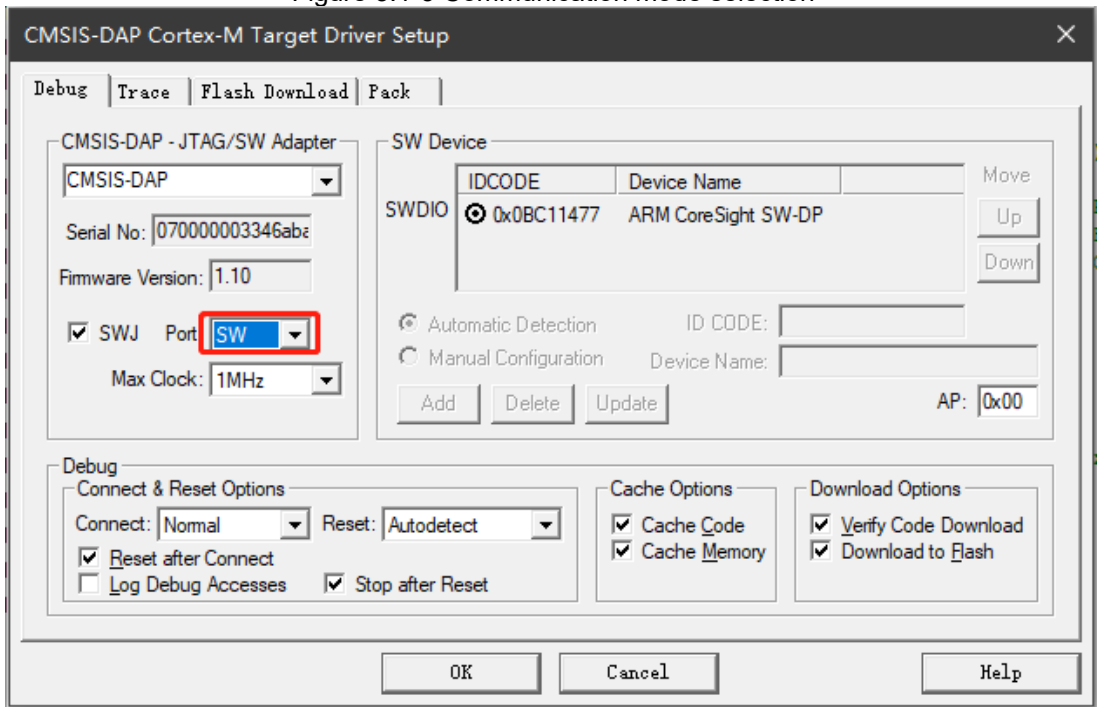 CMSIS-DAP Cortex-M Target Driver Setup
Debug Trace Flash Download Pack
CMSIS-DAP - JTAG/SW Adapter
CMSIS-DAP
Serial No: 070000003346aba
Firmware Version: 1.10
SWJ Port SW
Max Clock: 1MHz
SW Device
IDCODE Device Name
SWDIO 0x0BC11477 ARM CoreSight SW-DP
Move
Up
Down
Automatic Detection ID CODE:
Manual Configuration Device Name:
Add Delete Update AP: 0x00
Debug
Connect & Reset Options
Connect: Normal Reset: Autodetect
Reset after Connect
Log Debug Accesses Stop after Reset
Cache Options
Cache Code
Cache Memory
Download Options
Verify Code Download
Download to Flash
OK Cancel Help